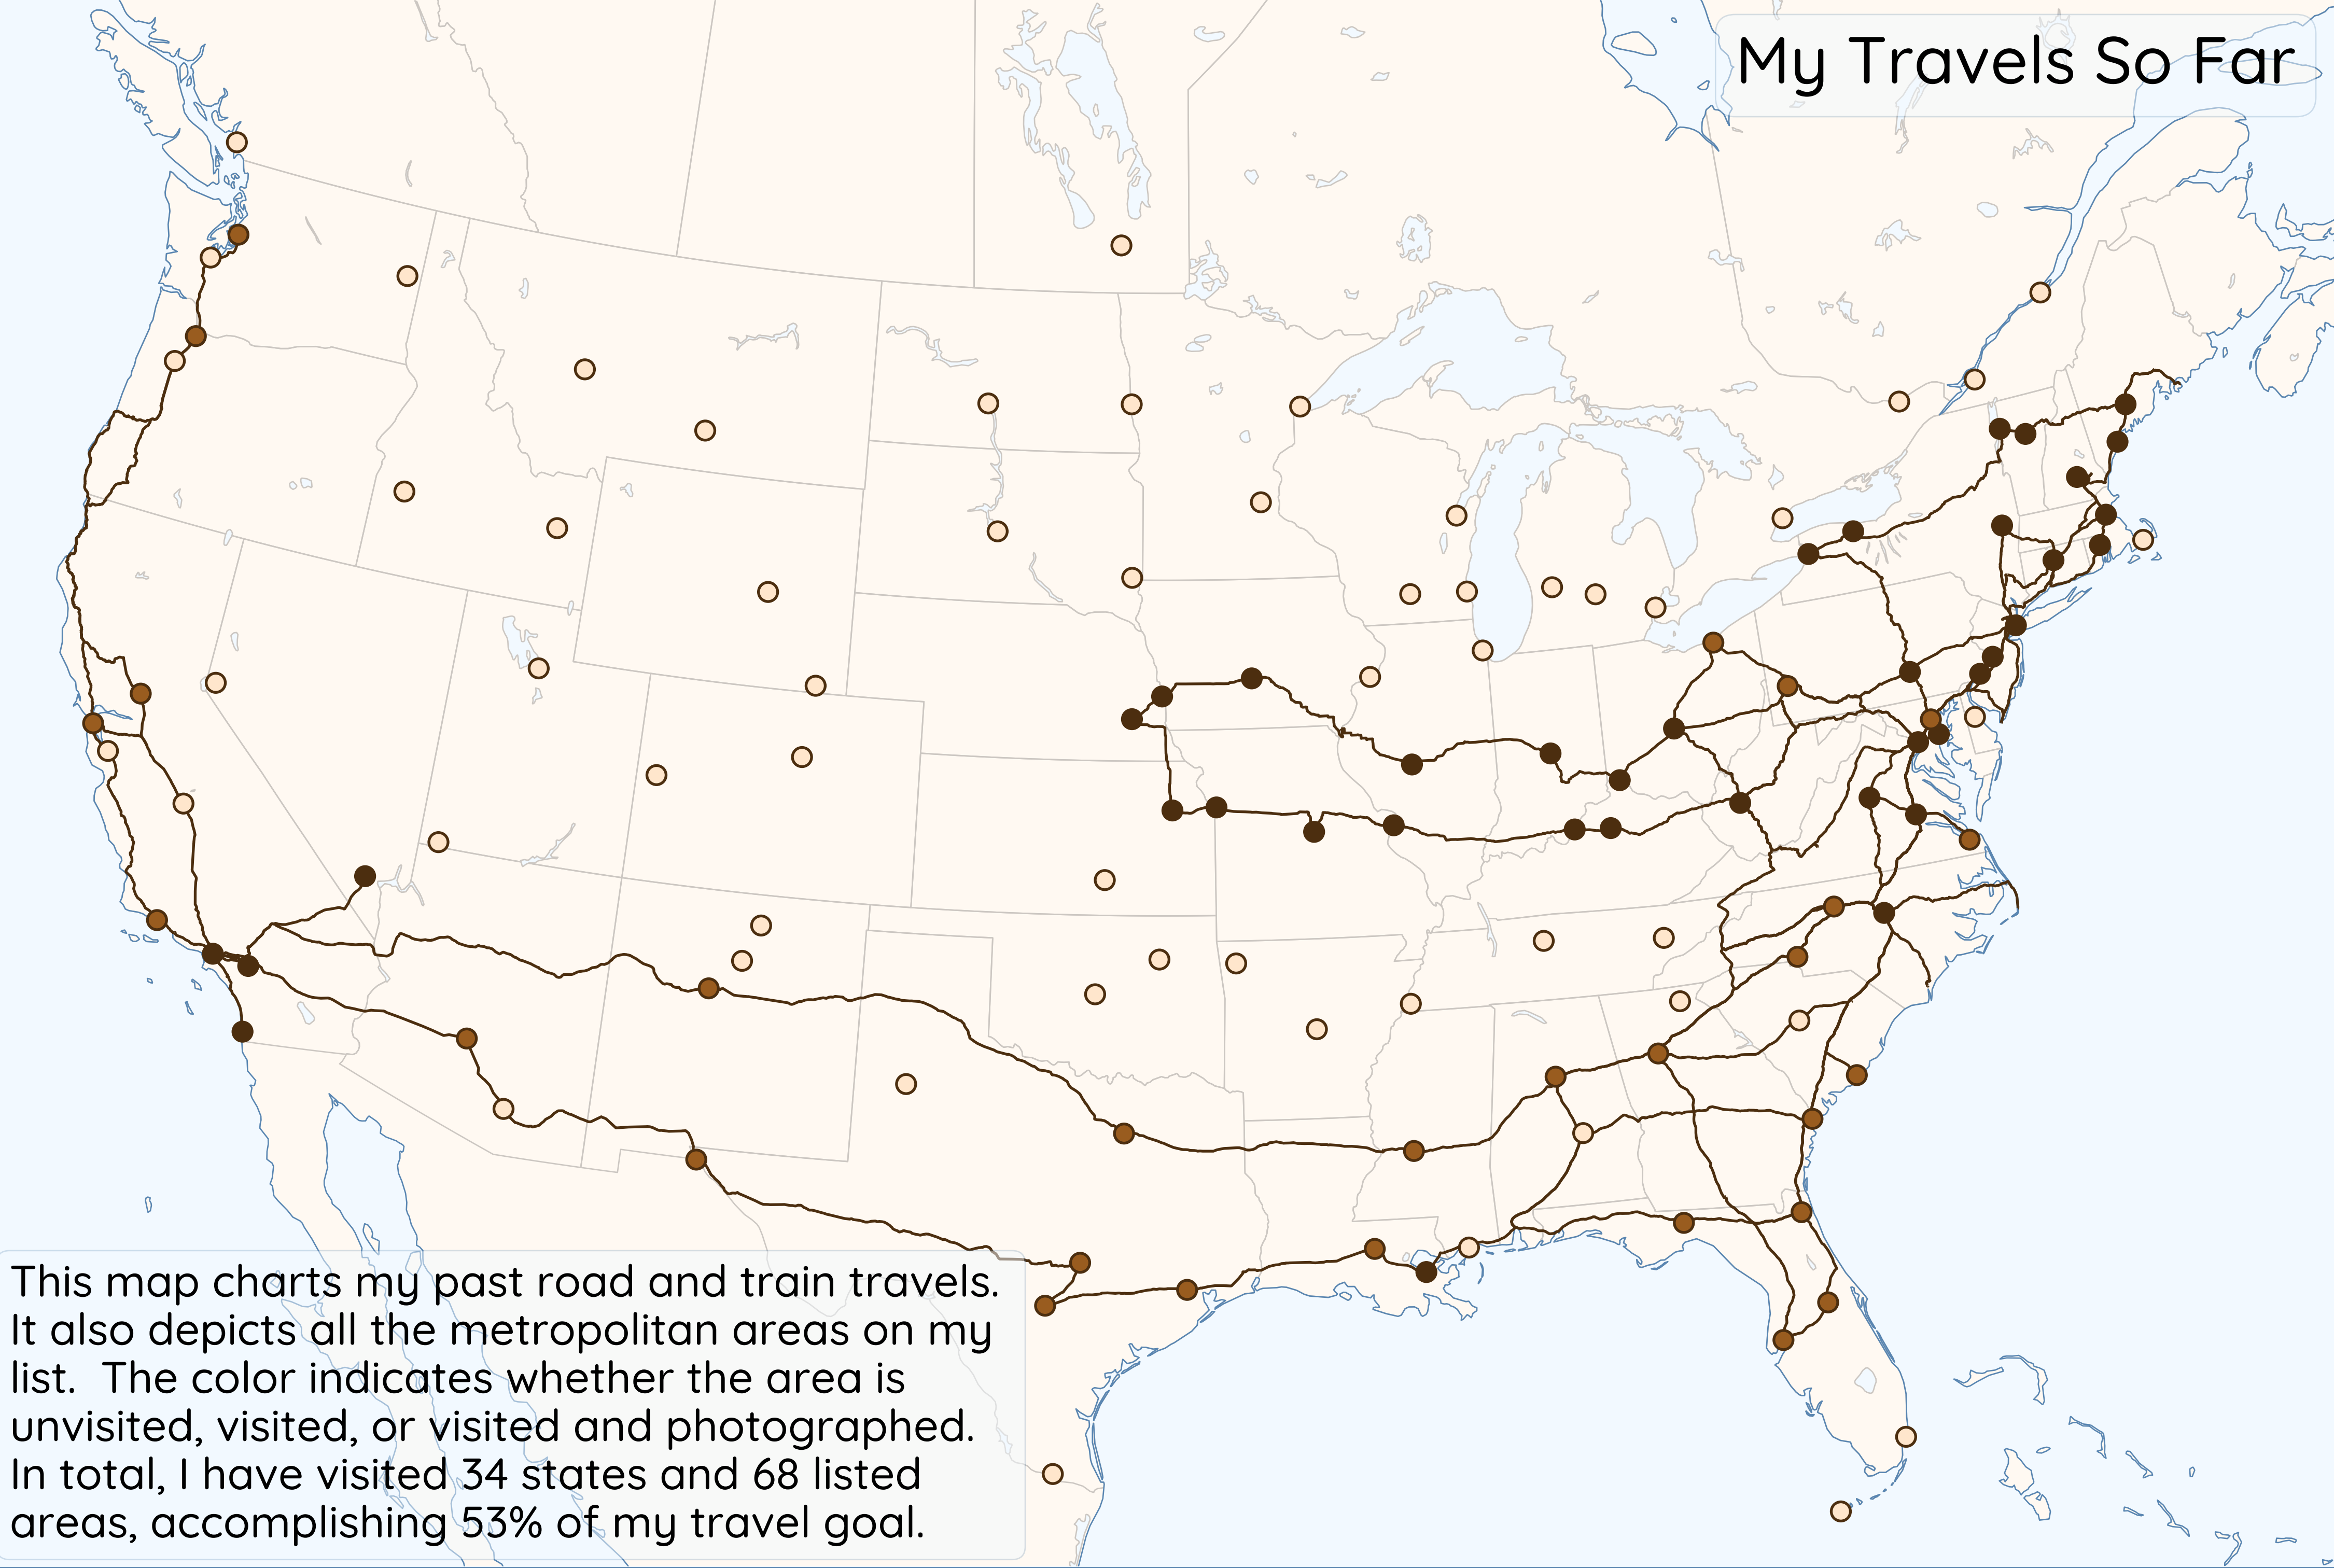 My Travels So Far
This map charts my past road and train travels.
It also depicts all the metropolitan areas on my
list.  The color indicates whether the area is
unvisited, visited, or visited and photographed.
In total, I have visited 34 states and 68 listed
areas, accomplishing 53% of my travel goal.